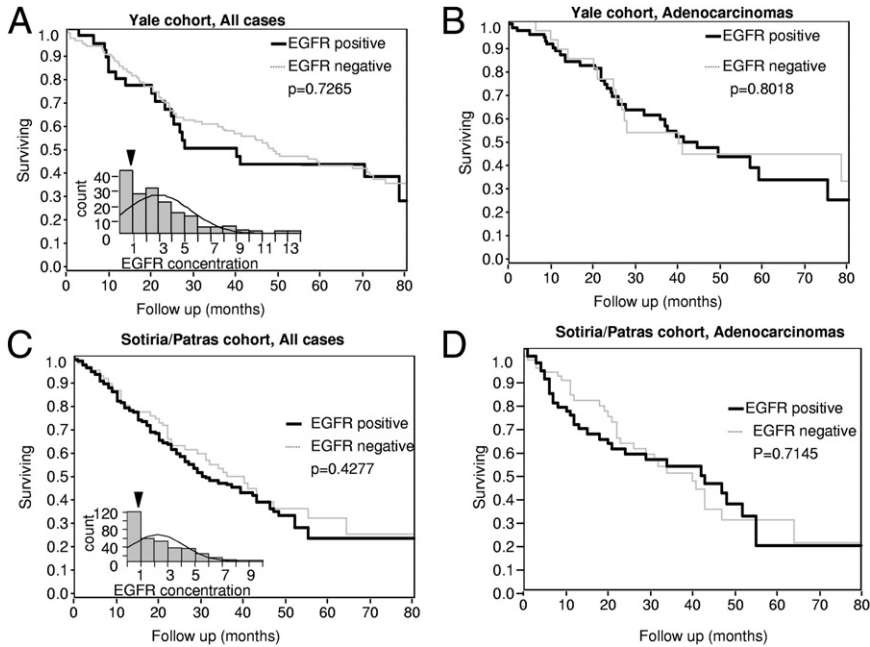 A
Yale cohort, All cases
Surviving
1.0
0.9
0.8
0.7
0.6
0.5
0.4
0.3
0.2
0.1
0.0
EGFR positive
EGFR negative
p=0.7265
count
40
30
20
10
0
1 3 5 7 9 11 13
EGFR concentration
0 10 20 30 40 50 60 70 80
Follow up (months)
B
Yale cohort, Adenocarcinomas
Surviving
1.0
0.9
0.8
0.7
0.6
0.5
0.4
0.3
0.2
0.1
0.0
EGFR positive
EGFR negative
p=0.8018
0 10 20 30 40 50 60 70 80
Follow up (months)
C
Sotiria/Patras cohort, All cases
Surviving
1.0
0.9
0.8
0.7
0.6
0.5
0.4
0.3
0.2
0.1
0.0
EGFR positive
EGFR negative
p=0.4277
count
120
80
60
40
20
0
1 3 5 7 9
EGFR concentration
0 10 20 30 40 50 60 70 80
Follow up (months)
D
Sotiria/Patras cohort, Adenocarcinomas
Surviving
1.0
0.9
0.8
0.7
0.6
0.5
0.4
0.3
0.2
0.1
0.0
EGFR positive
EGFR negative
P=0.7145
0 10 20 30 40 50 60 70 80
Follow up (months)